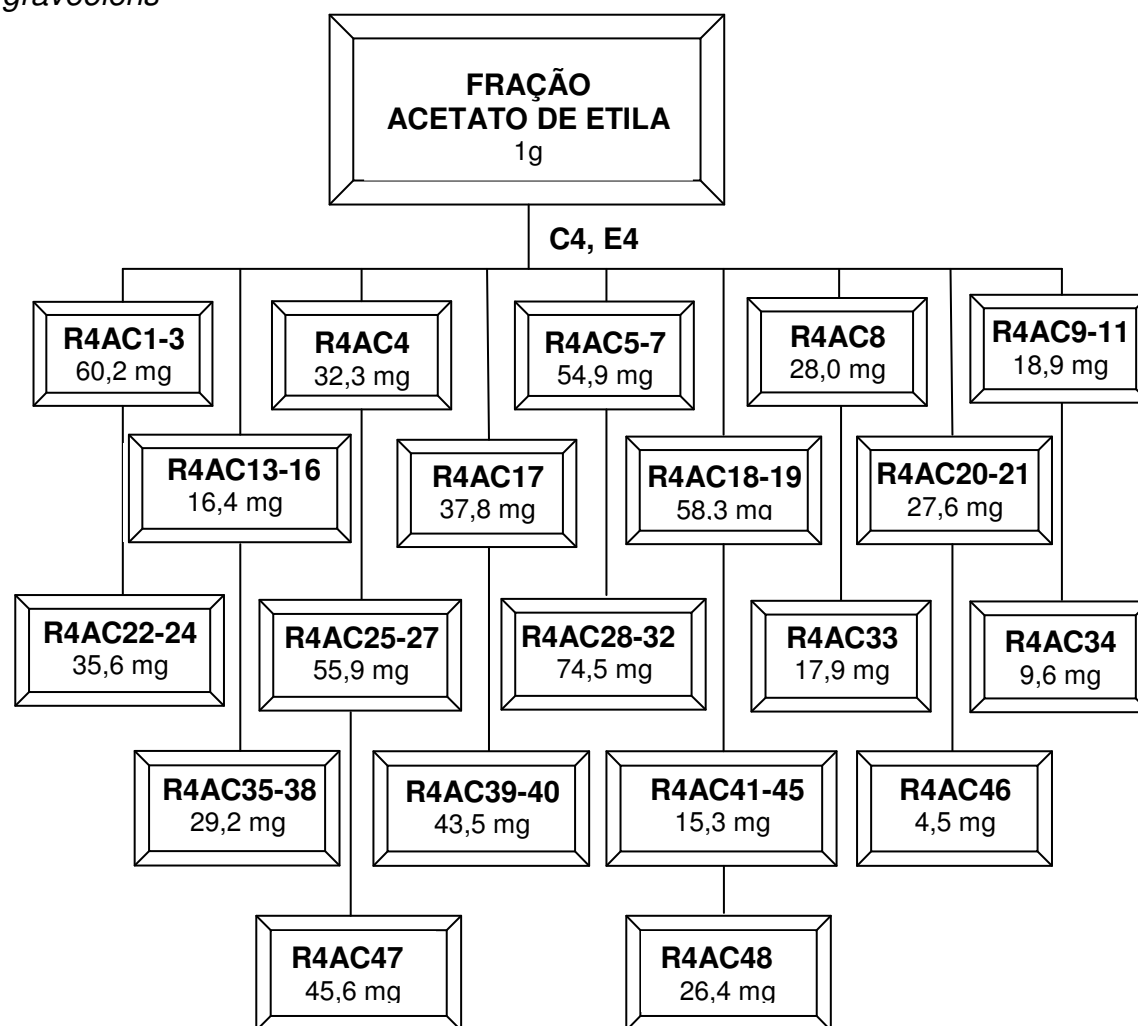 graveolens
FRAÇÃO
ACETATO DE ETILA
1g
C4, E4
R4AC1-3
60,2 mg
R4AC4
32,3 mg
R4AC5-7
54,9 mg
R4AC8
28,0 mg
R4AC9-11
18,9 mg
R4AC13-16
16,4 mg
R4AC17
37,8 mg
R4AC18-19
58,3 mg
R4AC20-21
27,6 mg
R4AC22-24
35,6 mg
R4AC25-27
55,9 mg
R4AC28-32
74,5 mg
R4AC33
17,9 mg
R4AC34
9,6 mg
R4AC35-38
29,2 mg
R4AC39-40
43,5 mg
R4AC41-45
15,3 mg
R4AC46
4,5 mg
R4AC47
45,6 mg
R4AC48
26,4 mg